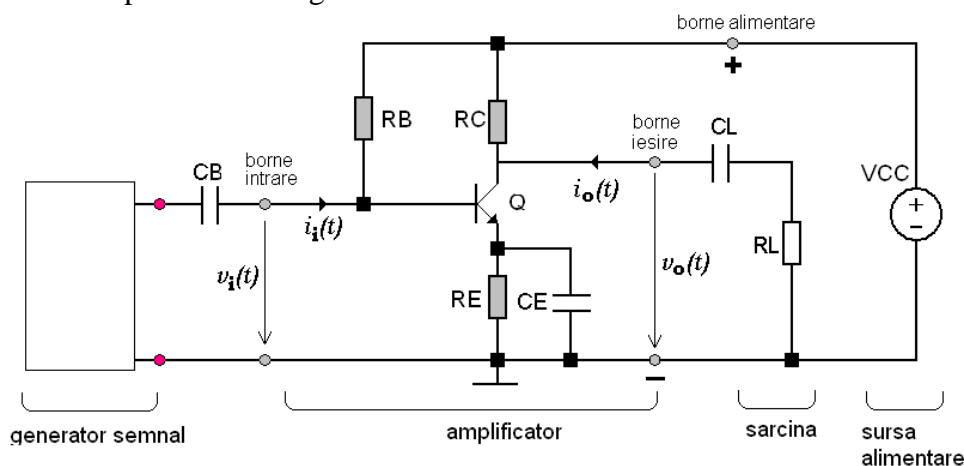 borne alimentare
+
RB
RC
borne
iesire
CL
CB
borne
intrare
VCC
+
-
ii(t)
Q
io(t)
vi(t)
RE
CE
vo(t)
RL
-
generator semnal
amplificator
sarcina
sursa
alimentare